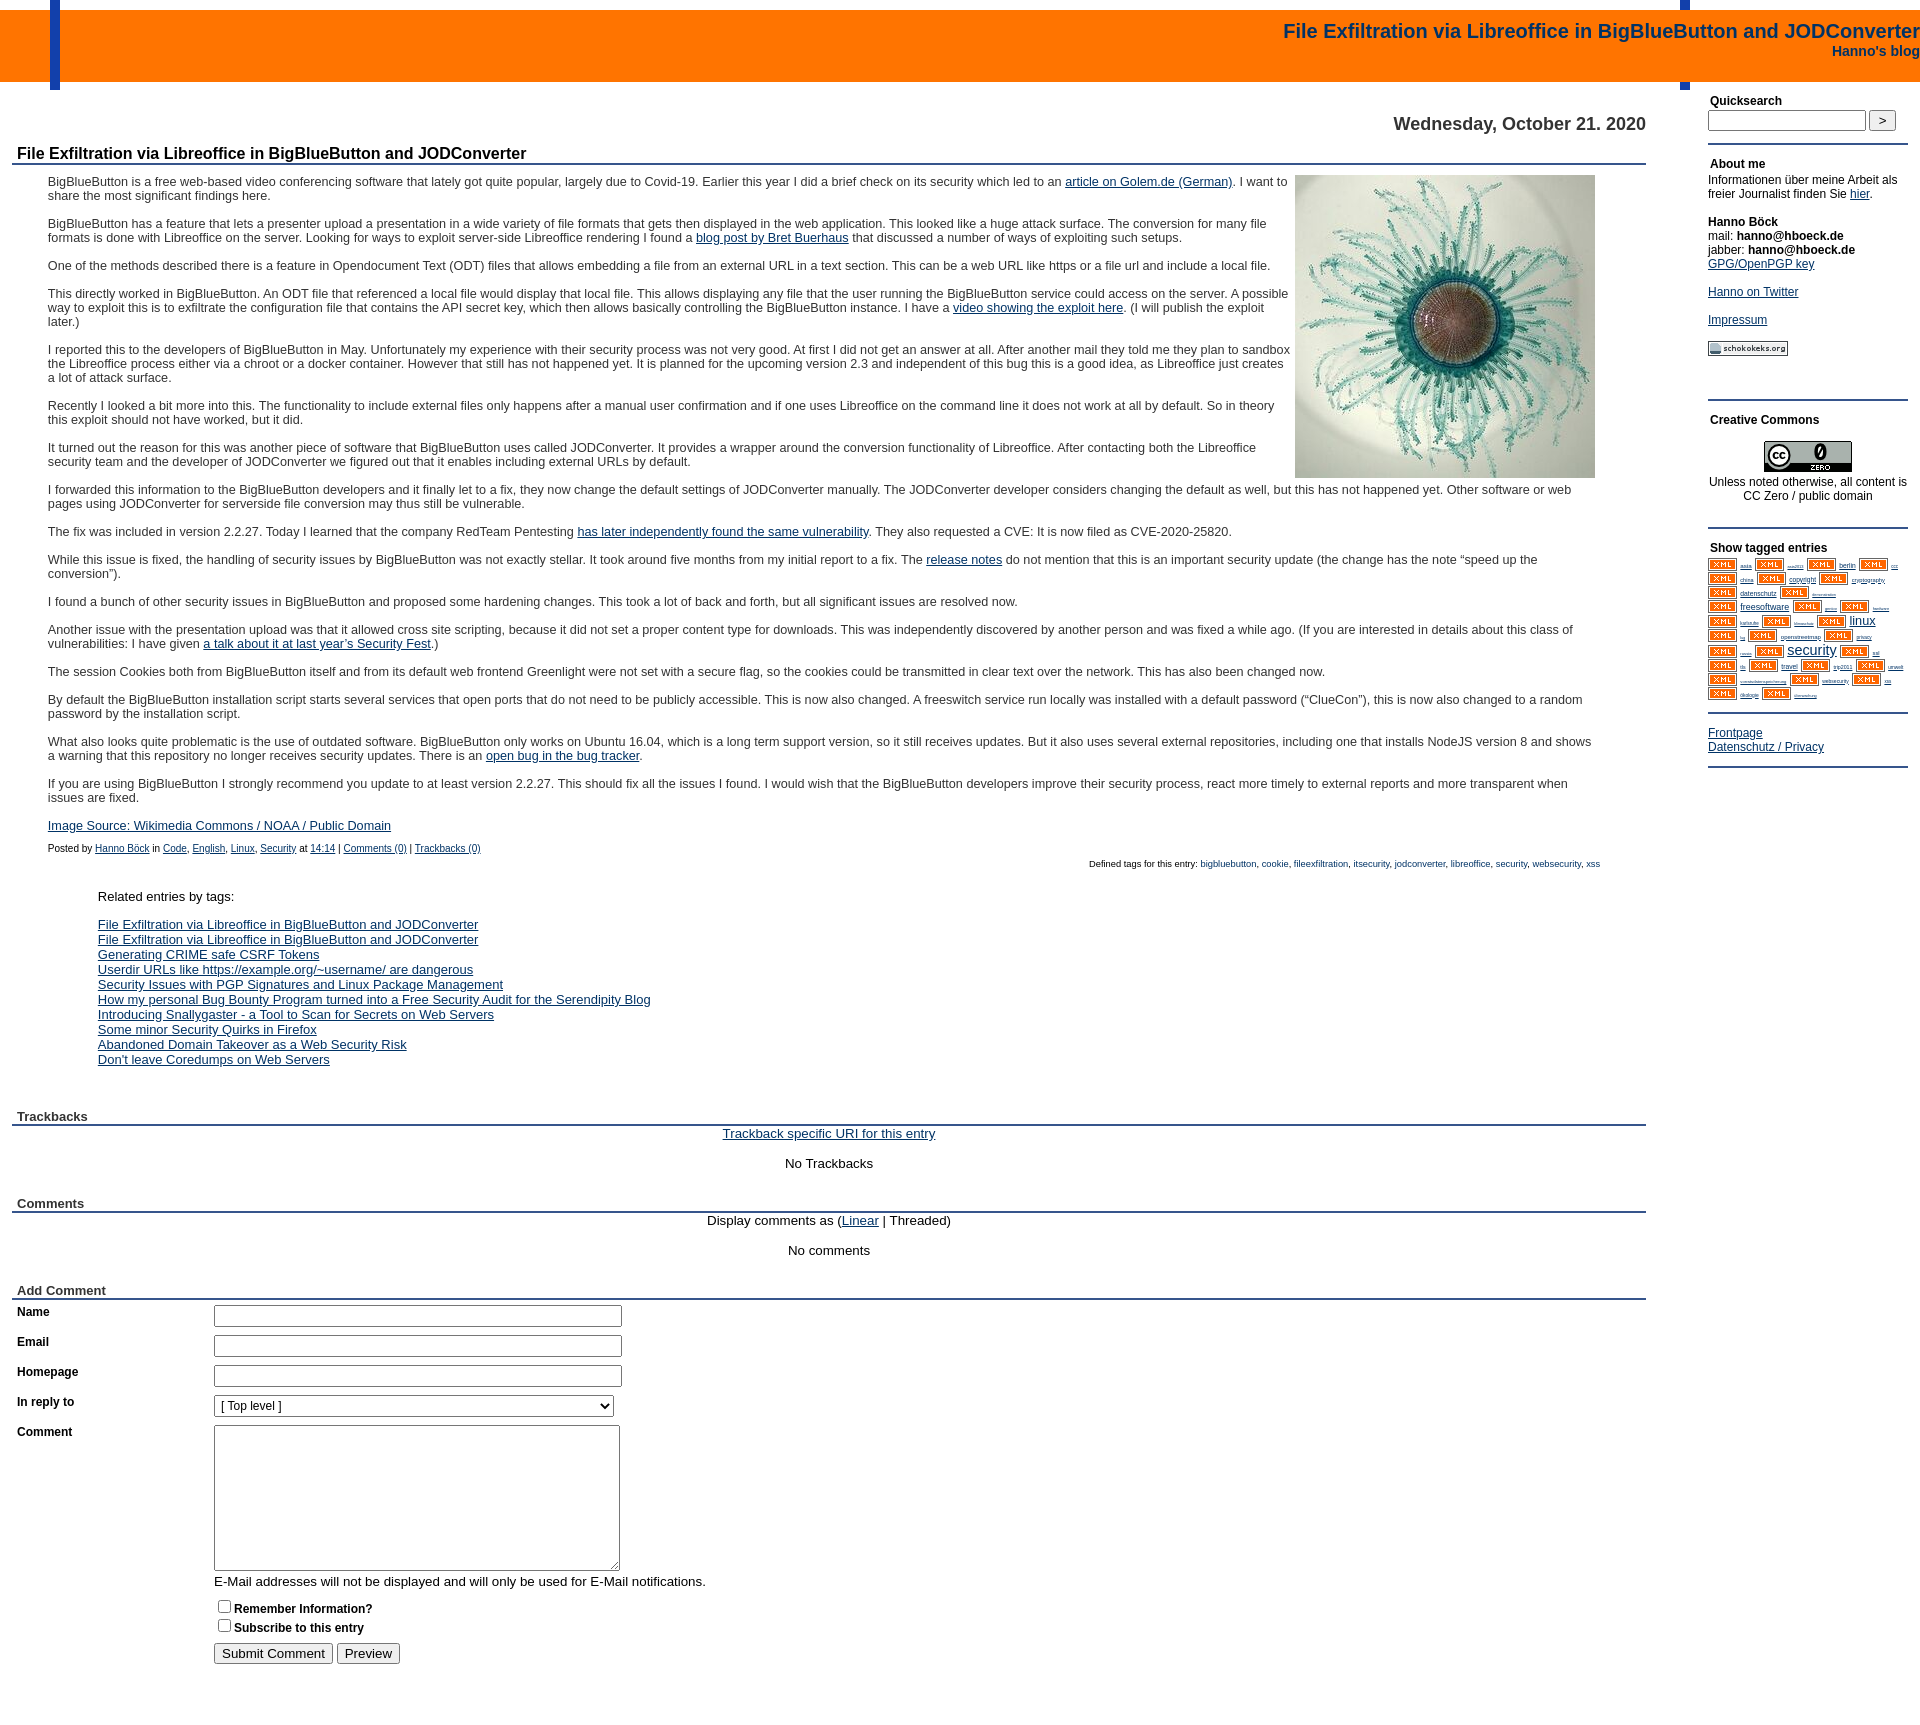 File Exfiltration via Libreoffice in BigBlueButton and JODConverter
Hanno's blog
Wednesday, October 21. 2020
File Exfiltration via Libreoffice in BigBlueButton and JODConverter
BigBlueButton is a free web-based video conferencing software that lately got quite popular, largely due to Covid-19. Earlier this year I did a brief check on its security which led to an article on Golem.de (German). I want to
share the most significant findings here.
BigBlueButton has a feature that lets a presenter upload a presentation in a wide variety of file formats that gets then displayed in the web application. This looked like a huge attack surface. The conversion for many file
formats is done with Libreoffice on the server. Looking for ways to exploit server-side Libreoffice rendering I found a blog post by Bret Buerhaus that discussed a number of ways of exploiting such setups.
One of the methods described there is a feature in Opendocument Text (ODT) files that allows embedding a file from an external URL in a text section. This can be a web URL like https or a file url and include a local file.
This directly worked in BigBlueButton. An ODT file that referenced a local file would display that local file. This allows displaying any file that the user running the BigBlueButton service could access on the server. A possible
way to exploit this is to exfiltrate the configuration file that contains the API secret key, which then allows basically controlling the BigBlueButton instance. I have a video showing the exploit here. (I will publish the exploit
later.)
I reported this to the developers of BigBlueButton in May. Unfortunately my experience with their security process was not very good. At first I did not get an answer at all. After another mail they told me they plan to sandbox
the Libreoffice process either via a chroot or a docker container. However that still has not happened yet. It is planned for the upcoming version 2.3 and independent of this bug this is a good idea, as Libreoffice just creates
a lot of attack surface.
Recently I looked a bit more into this. The functionality to include external files only happens after a manual user confirmation and if one uses Libreoffice on the command line it does not work at all by default. So in theory
this exploit should not have worked, but it did.
It turned out the reason for this was another piece of software that BigBlueButton uses called JODConverter. It provides a wrapper around the conversion functionality of Libreoffice. After contacting both the Libreoffice
security team and the developer of JODConverter we figured out that it enables including external URLs by default.
I forwarded this information to the BigBlueButton developers and it finally let to a fix, they now change the default settings of JODConverter manually. The JODConverter developer considers changing the default as well, but this has not happened yet. Other software or web
pages using JODConverter for serverside file conversion may thus still be vulnerable.
The fix was included in version 2.2.27. Today I learned that the company RedTeam Pentesting has later independently found the same vulnerability. They also requested a CVE: It is now filed as CVE-2020-25820.
While this issue is fixed, the handling of security issues by BigBlueButton was not exactly stellar. It took around five months from my initial report to a fix. The release notes do not mention that this is an important security update (the change has the note “speed up the
conversion”).
I found a bunch of other security issues in BigBlueButton and proposed some hardening changes. This took a lot of back and forth, but all significant issues are resolved now.
Another issue with the presentation upload was that it allowed cross site scripting, because it did not set a proper content type for downloads. This was independently discovered by another person and was fixed a while ago. (If you are interested in details about this class of
vulnerabilities: I have given a talk about it at last year’s Security Fest.)
The session Cookies both from BigBlueButton itself and from its default web frontend Greenlight were not set with a secure flag, so the cookies could be transmitted in clear text over the network. This has also been changed now.
By default the BigBlueButton installation script starts several services that open ports that do not need to be publicly accessible. This is now also changed. A freeswitch service run locally was installed with a default password (“ClueCon”), this is now also changed to a random
password by the installation script.
What also looks quite problematic is the use of outdated software. BigBlueButton only works on Ubuntu 16.04, which is a long term support version, so it still receives updates. But it also uses several external repositories, including one that installs NodeJS version 8 and shows
a warning that this repository no longer receives security updates. There is an open bug in the bug tracker.
If you are using BigBlueButton I strongly recommend you update to at least version 2.2.27. This should fix all the issues I found. I would wish that the BigBlueButton developers improve their security process, react more timely to external reports and more transparent when
issues are fixed.
Image Source: Wikimedia Commons / NOAA / Public Domain
Posted by Hanno Böck in Code, English, Linux, Security at 14:14 | Comments (0) | Trackbacks (0)
Defined tags for this entry: bigbluebutton, cookie, fileexfiltration, itsecurity, jodconverter, libreoffice, security, websecurity, xss
Related entries by tags:
File Exfiltration via Libreoffice in BigBlueButton and JODConverter
File Exfiltration via Libreoffice in BigBlueButton and JODConverter
Generating CRIME safe CSRF Tokens
Userdir URLs like https://example.org/~username/ are dangerous
Security Issues with PGP Signatures and Linux Package Management
How my personal Bug Bounty Program turned into a Free Security Audit for the Serendipity Blog
Introducing Snallygaster - a Tool to Scan for Secrets on Web Servers
Some minor Security Quirks in Firefox
Abandoned Domain Takeover as a Web Security Risk
Don't leave Coredumps on Web Servers
Trackbacks
Trackback specific URI for this entry
No Trackbacks
Comments
Display comments as (Linear | Threaded)
No comments
Add Comment
Name
Email
Homepage
In reply to
[ Top level ]
Comment
E-Mail addresses will not be displayed and will only be used for E-Mail notifications.
Remember Information?
Subscribe to this entry
Submit Comment Preview
Quicksearch
>
About me
Informationen über meine Arbeit als
freier Journalist finden Sie hier.
Hanno Böck
mail: hanno@hboeck.de
jabber: hanno@hboeck.de
GPG/OpenPGP key
Hanno on Twitter
Impressum
schokokeks.org
Creative Commons
cc 0 ZERO
Unless noted otherwise, all content is
CC Zero / public domain
Show tagged entries
XML asia XML XML berlin XML ccc
XML china XML copyright XML cryptography
XML datenschutz XML
XML freesoftware XML XML
XML karlsruhe XML XML linux
XML XML openstreetmap XML privacy
XML XML security XML ssl
XML tls XML travel XML trip2011 XML umwelt
XML XML websecurity XML xss
XML ökologie XML
Frontpage
Datenschutz / Privacy